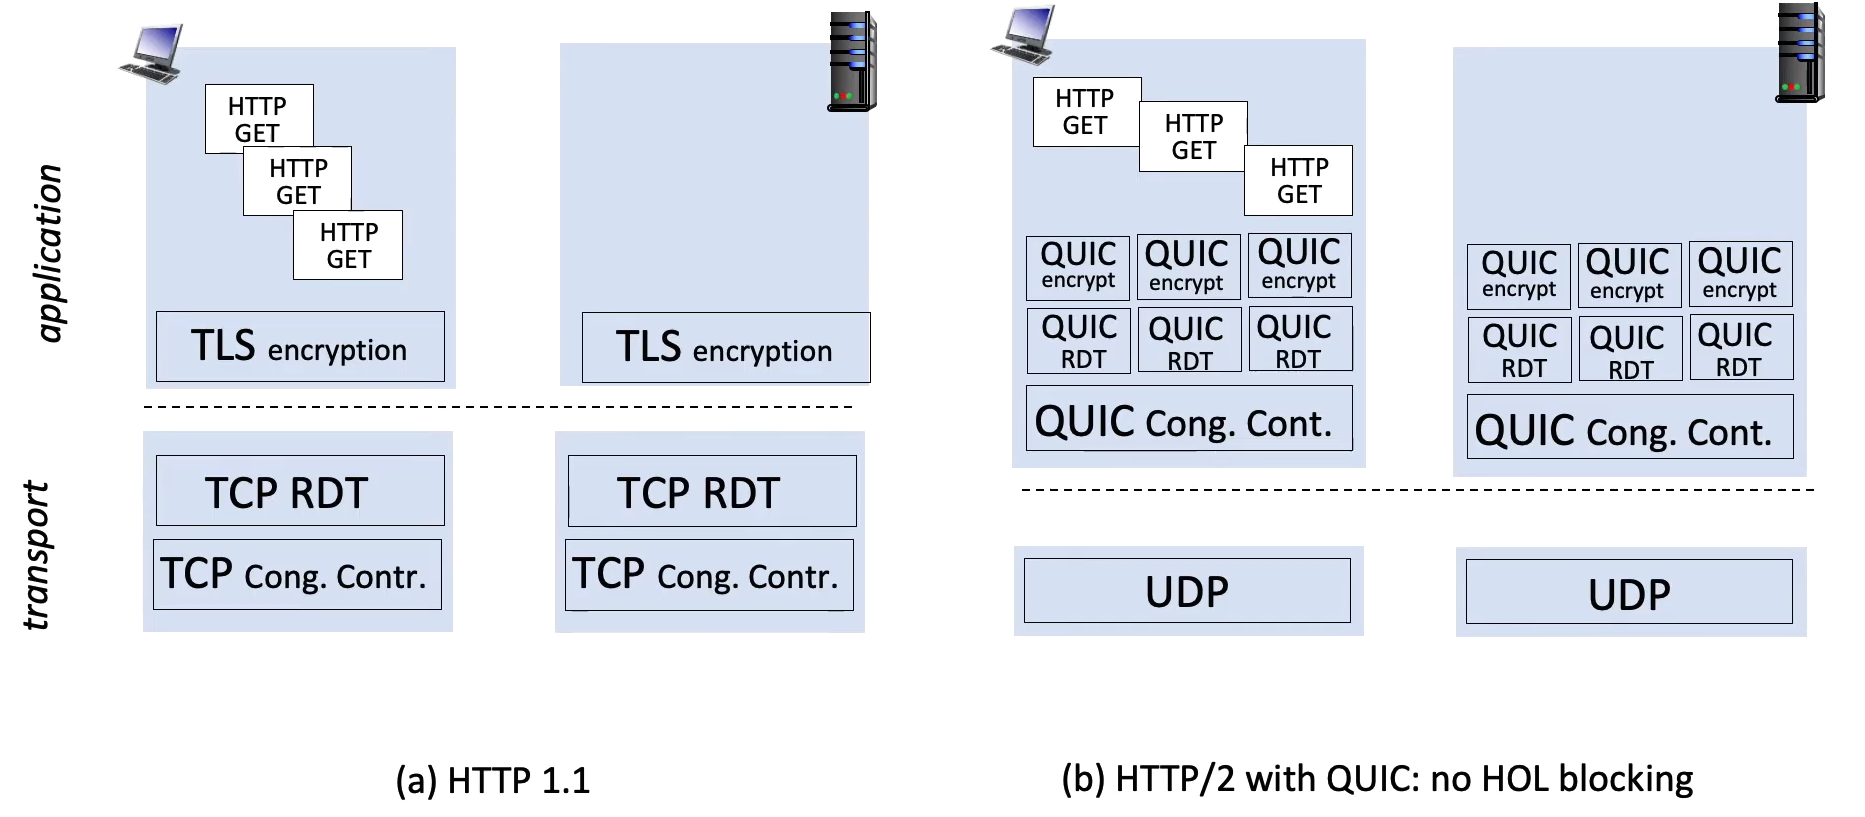 application
transport
HTTP
GET
HTTP
GET
HTTP
GET
TLS encryption
TLS encryption
TCP RDT
TCP Cong. Contr.
TCP RDT
TCP Cong. Contr.
(a) HTTP 1.1
HTTP
GET
HTTP
GET
HTTP
GET
QUIC
encrypt
QUIC
encrypt
QUIC
encrypt
QUIC
RDT
QUIC
RDT
QUIC
RDT
QUIC Cong. Cont.
QUIC
encrypt
QUIC
encrypt
QUIC
encrypt
QUIC
RDT
QUIC
RDT
QUIC
RDT
QUIC Cong. Cont.
UDP
UDP
(b) HTTP/2 with QUIC: no HOL blocking